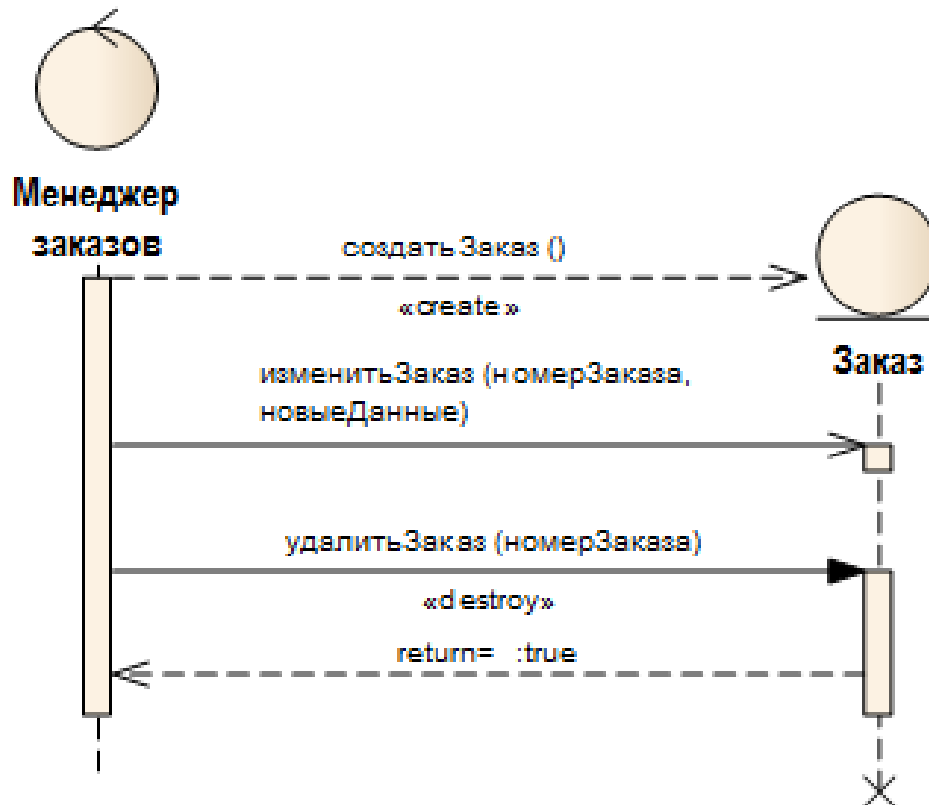 Менеджер
заказов
создатьЗаказ ()
«create»
Заказ
изменитьЗаказ (номерЗаказа,
новыеДанные)
удалитьЗаказ (номерЗаказа)
«destroy»
return= :true